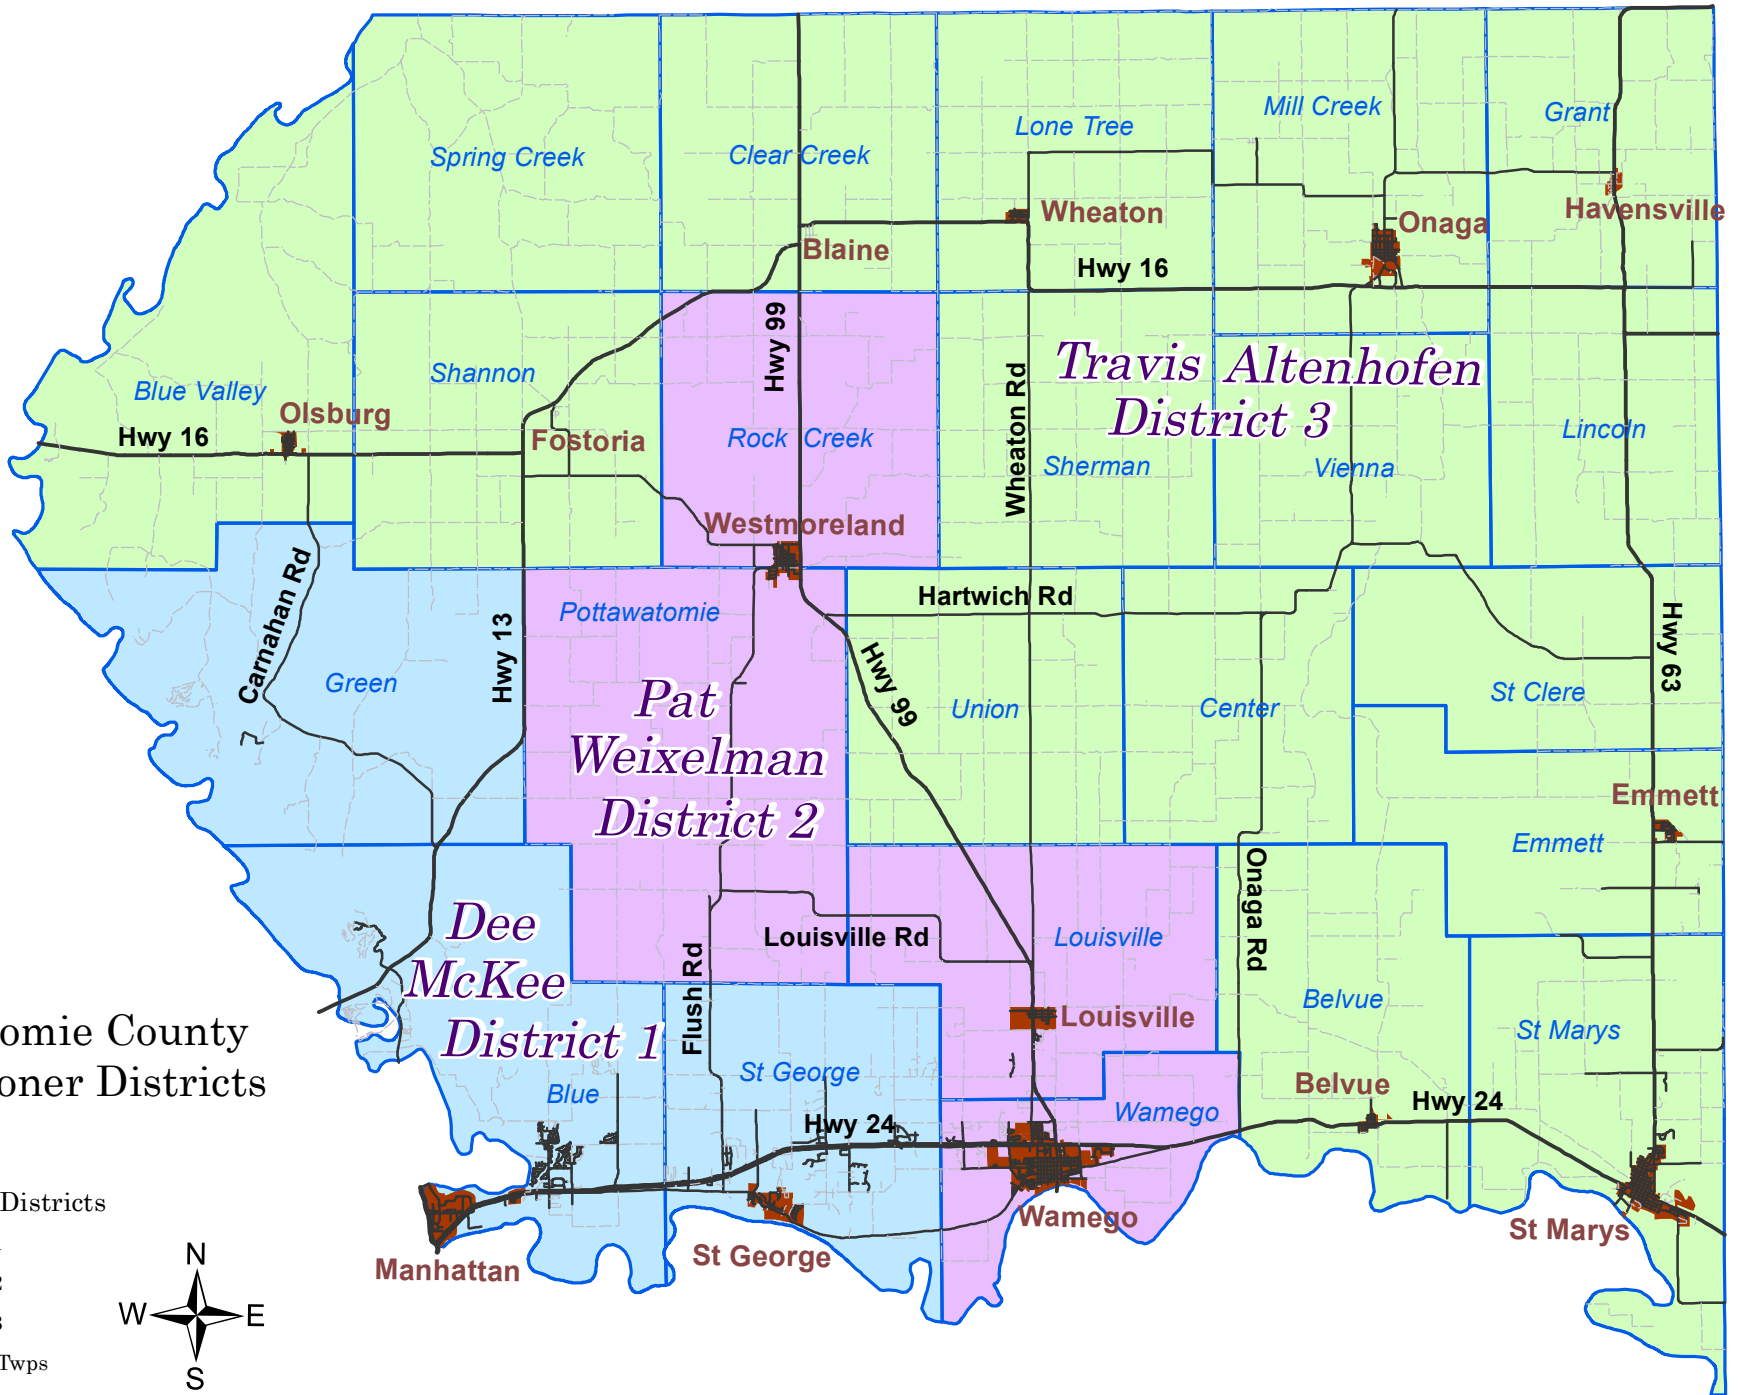 Mill Creek
Grant
Lone Tree
Spring Creek
Clear Creek
Wheaton
Havensville
Onaga
Blaine
Hwy 16
Hwy 99
Travis Altenhofen
District 3
Shannon
Blue Valley
Olsburg
Hwy 16
Fostoria
Rock Creek
Wheaton Rd
Lincoln
Sherman
Vienna
Westmoreland
Carnahan Rd
Hartwich Rd
Pottawatomie
Hwy 13
Hwy 63
Green
Hwy 99
Pat
Weixelman
District 2
Union
Center
St Clere
Emmett
Emmett
Onaga Rd
Dee
McKee
District 1
Louisville Rd
Louisville
Flush Rd
Belvue
Louisville
St Marys
omie County
oner Districts
St George
Blue
Belvue
Wamego
Hwy 24
Hwy 24
Districts
2
3
Twps
Manhattan
St George
Wamego
St Marys
N
W E
S